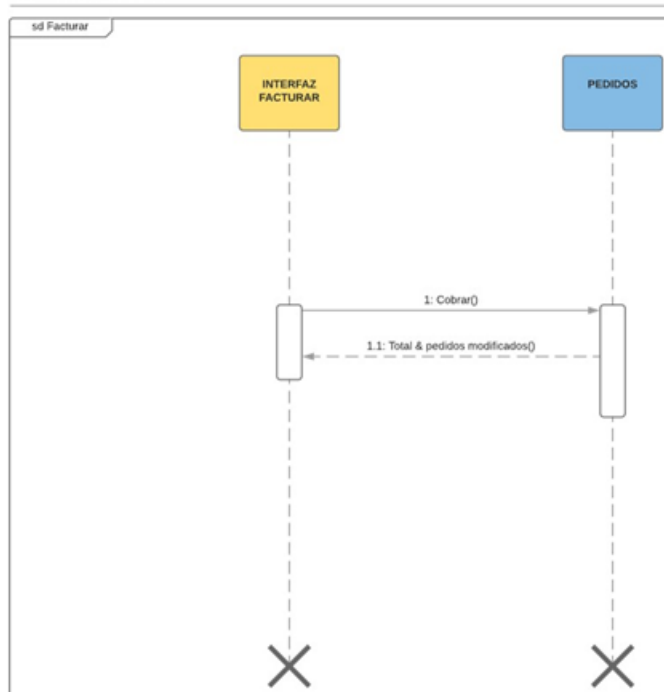 sd Facturar
INTERFAZ
FACTURAR
PEDIDOS
1: Cobrar()
1.1: Total & pedidos modificados()